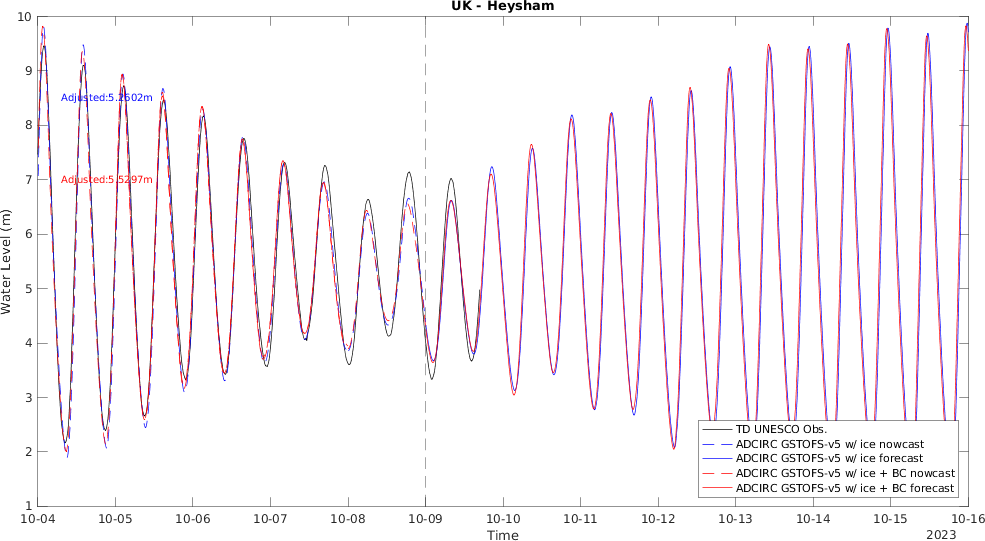 UK - Heysham
10
9
8
7
6
5
4
3
2
1
Water Level (m)
Adjusted:5.2602m
Adjusted:5.5297m
TD UNESCO Obs.
ADCIRC GSTOFS-v5 w/ ice nowcast
ADCIRC GSTOFS-v5 w/ ice forecast
ADCIRC GSTOFS-v5 w/ ice + BC nowcast
ADCIRC GSTOFS-v5 w/ ice + BC forecast
10-04 10-05 10-06 10-07 10-08 10-09 10-10 10-11 10-12 10-13 10-14 10-15 10-16
Time
2023